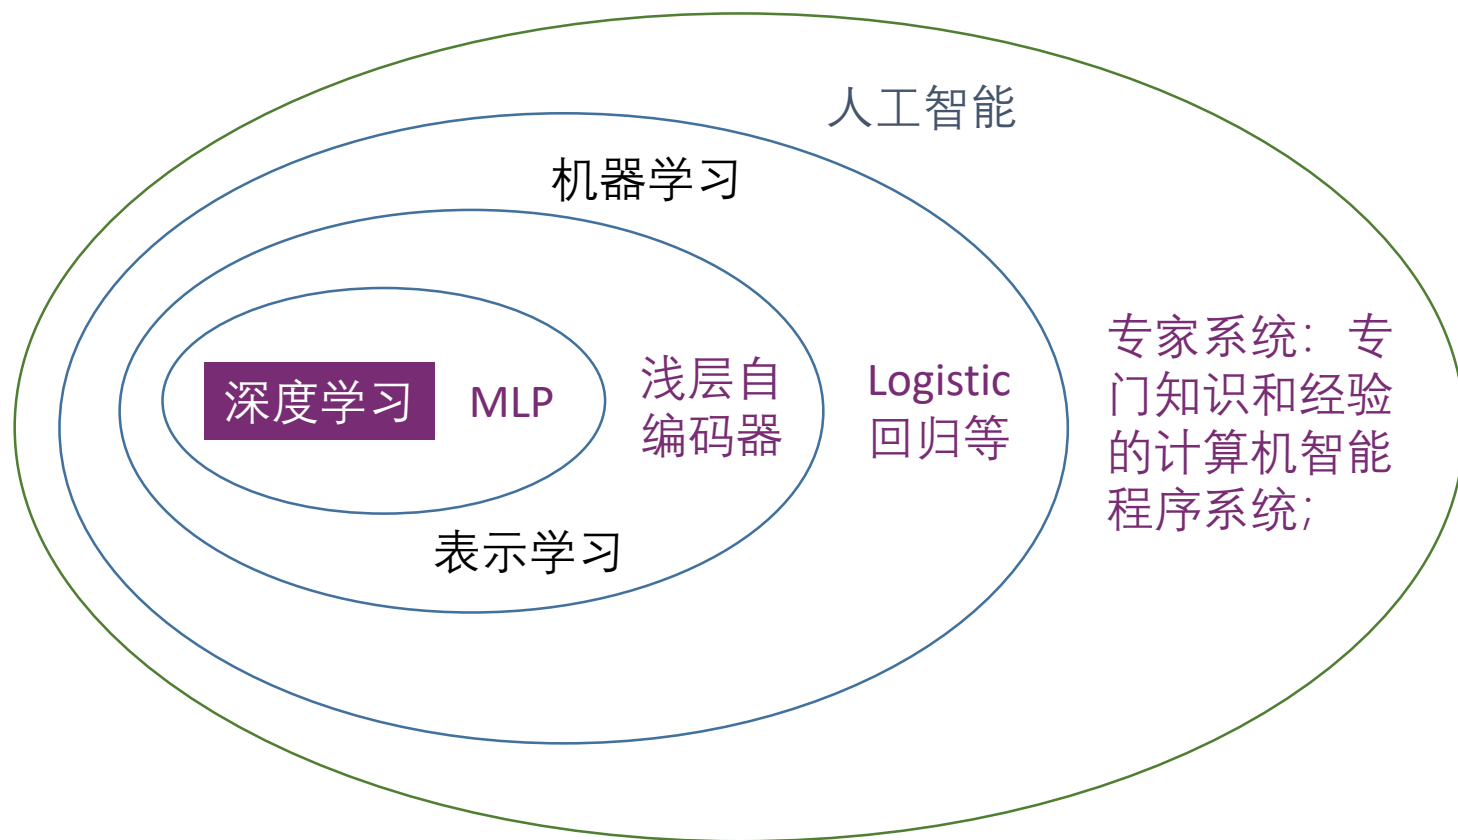 人工智能
机器学习
深度学习
MLP
浅层自
编码器
Logistic
回归等
专家系统：专
门知识和经验
的计算机智能
程序系统;
表示学习